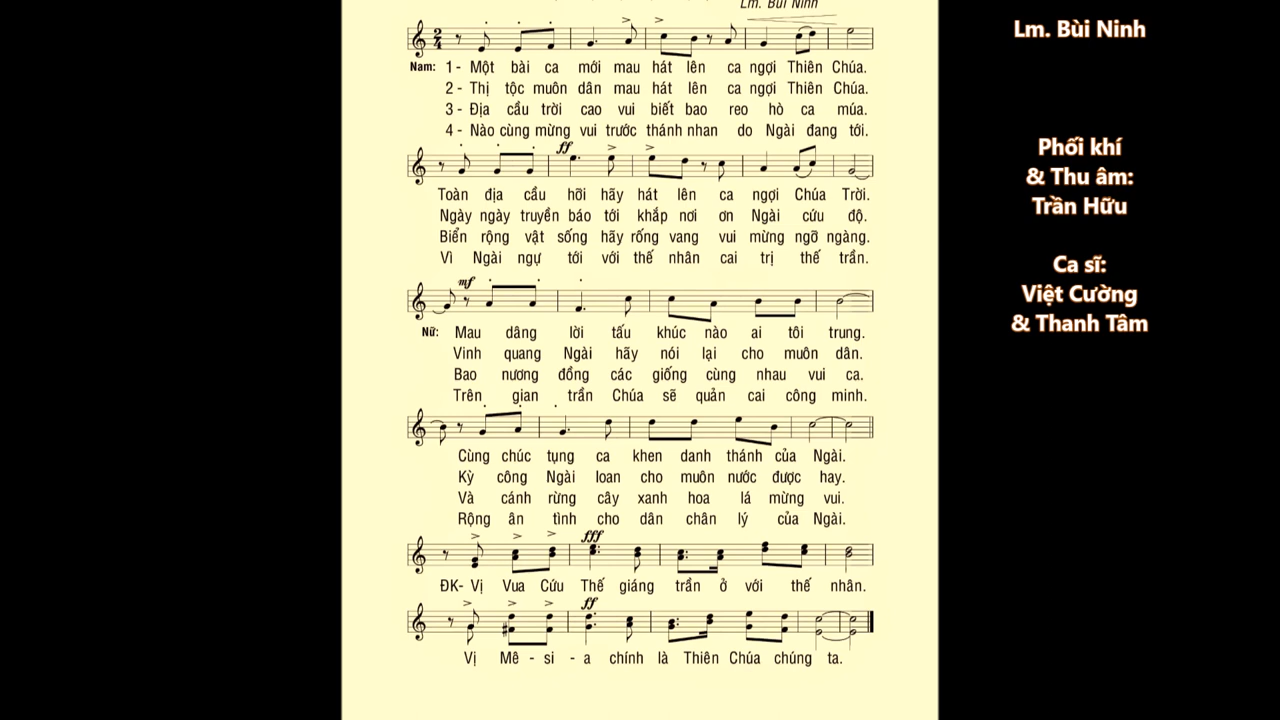 Lm. Bùi Ninh
Nam: 1 - Một bài ca mới mau hát lên ca ngợi Thiên Chúa.
2 - Thị tộc muôn dân mau hát lên ca ngợi Thiên Chúa.
3 - Địa cầu trời cao vui biết bao reo hò ca múa.
4 - Nào cùng mừng vui trước thánh nhan do Ngài đang tới.
ff
Toàn địa cầu hỡi hãy hát lên ca ngợi Chúa Trời.
Ngày ngày truyền báo tới khắp nơi ơn Ngài cứu độ.
Biển rộng vật sống hãy rống vang vui mừng ngỡ ngàng.
Vì Ngài ngự tới với thế nhân cai trị thế trần.
mf
Nữ: Mau dâng lời tấu khúc nào ai tôi trung.
Vinh quang Ngài hãy nói lại cho muôn dân.
Bao nương đồng các giống cùng nhau vui ca.
Trên gian trần Chúa sẽ quản cai công minh.
Cùng chúc tụng ca khen danh thánh của Ngài.
Kỳ công Ngài loan cho muôn nước được hay.
Và cánh rừng cây xanh hoa lá mừng vui.
Rộng ân tình cho dân chân lý của Ngài.
fff
ĐK- Vị Vua Cứu Thế giáng trần ở với thế nhân.
ff
Vị Mê - si - a chính là Thiên Chúa chúng ta.
Lm. Bùi Ninh
Phối khí
& Thu âm:
Trần Hữu
Ca sĩ:
Việt Cường
& Thanh Tâm